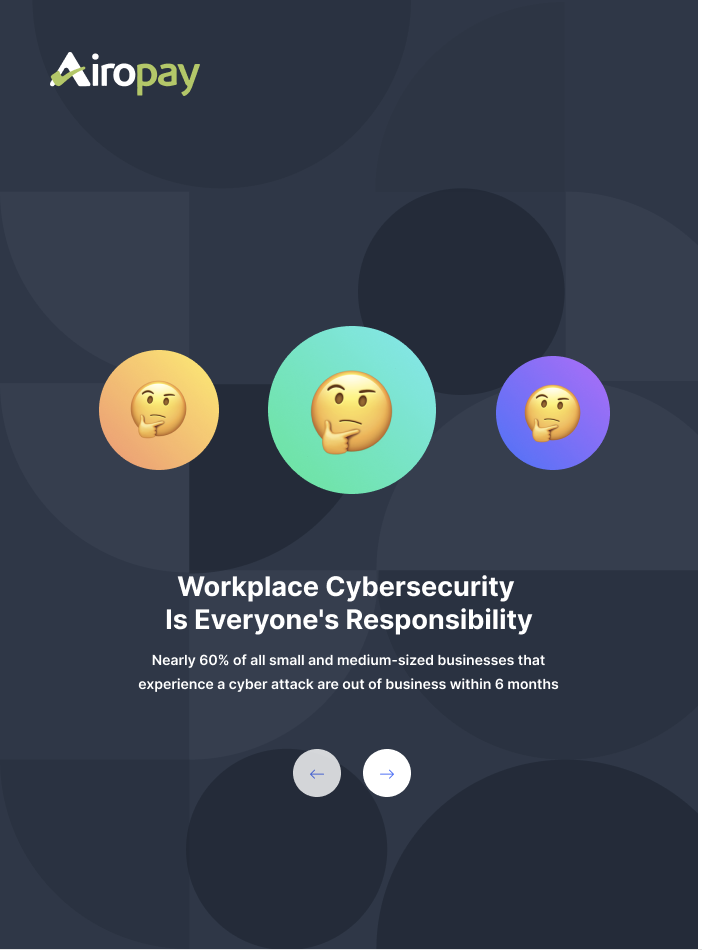 Airopay
Workplace Cybersecurity
Is Everyone's Responsibility
Nearly 60% of all small and medium-sized businesses that
experience a cyber attack are out of business within 6 months